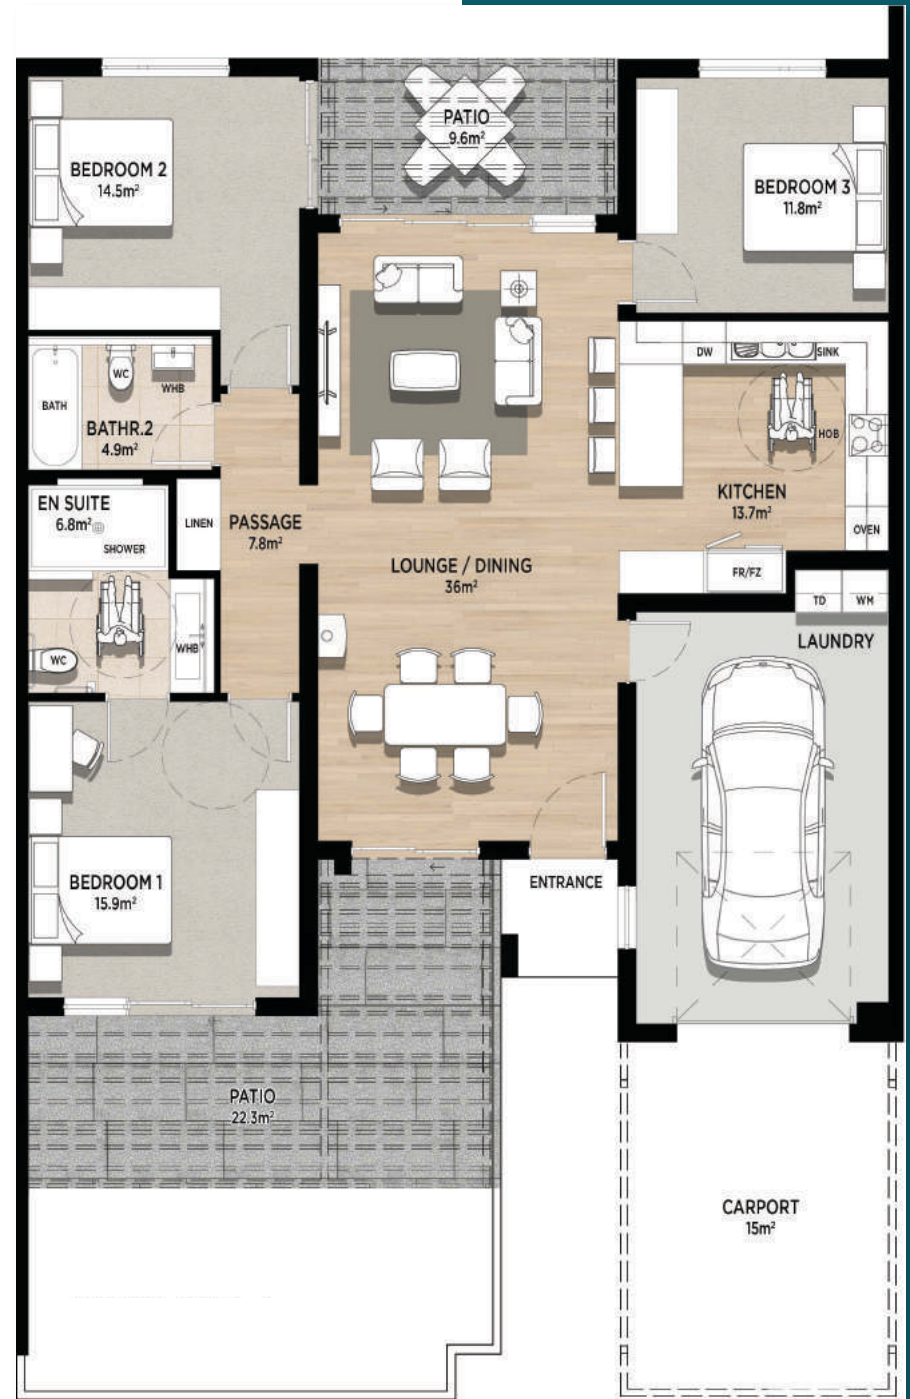 PATIO
9.6m²
BEDROOM 2
14.5m²
BEDROOM 3
11.8m²
WC
WHB
BATH
BATHR.2
4.9m²
DW
SINK
HOB
KITCHEN
13.7m²
OVEN
FR/FZ
EN SUITE
6.8m²
SHOWER
LINEN
PASSAGE
7.8m²
LOUNGE / DINING
36m²
TD
WM
LAUNDRY
WC
WHB
BEDROOM 1
15.9m²
ENTRANCE
PATIO
22.3m²
CARPORT
15m²